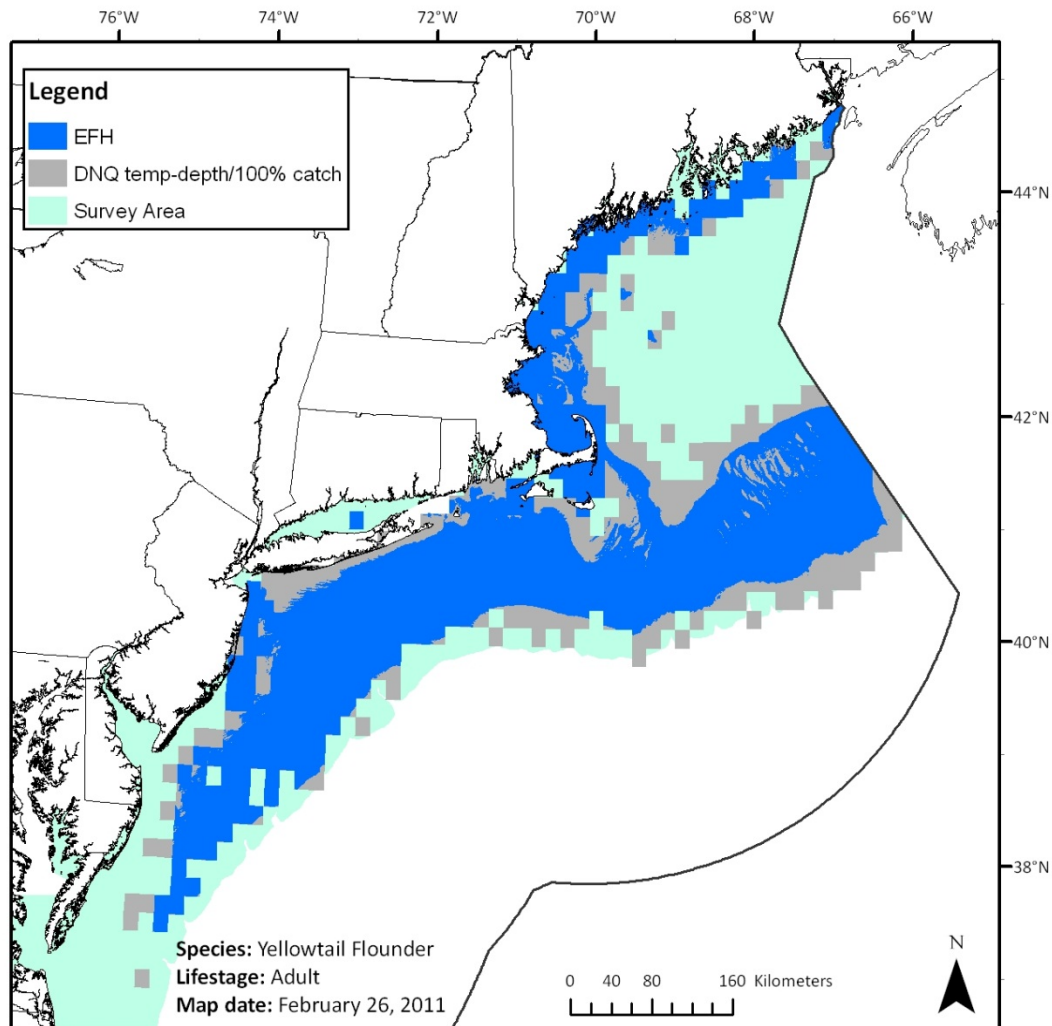 76°W 74°W 72°W 70°W 68°W 66°W
Legend
EFH
DNQ temp-depth/100% catch
Survey Area
44°N
42°N
40°N
38°N
Species: Yellowtail Flounder
Lifestage: Adult
Map date: February 26, 2011
0 40 80 160 Kilometers
N